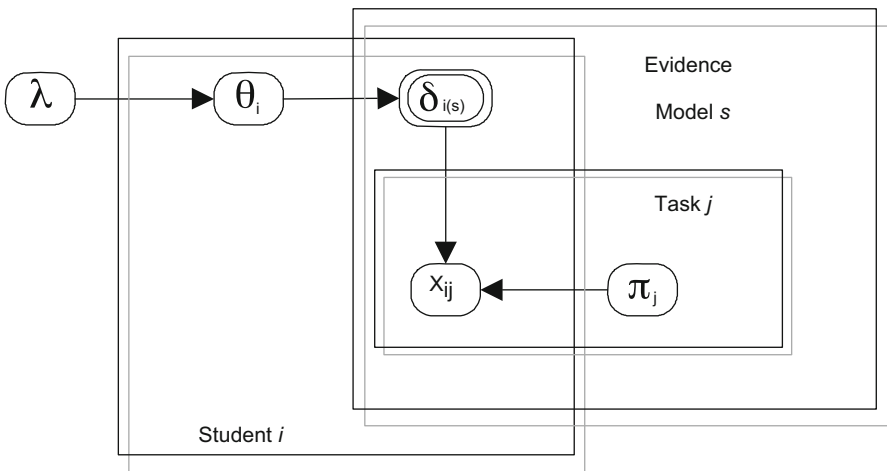 Evidence
Model s
λ
θi
δi(s)
Task j
Xij
πj
Student i